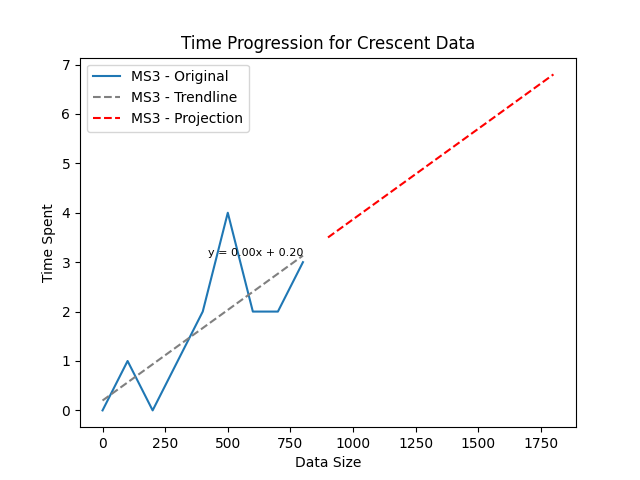 Time Progression for Crescent Data
MS3 - Original
MS3 - Trendline
MS3 - Projection
y = 0.00x + 0.20
Time Spent
7
6
5
4
3
2
1
0
0 250 500 750 1000 1250 1500 1750
Data Size